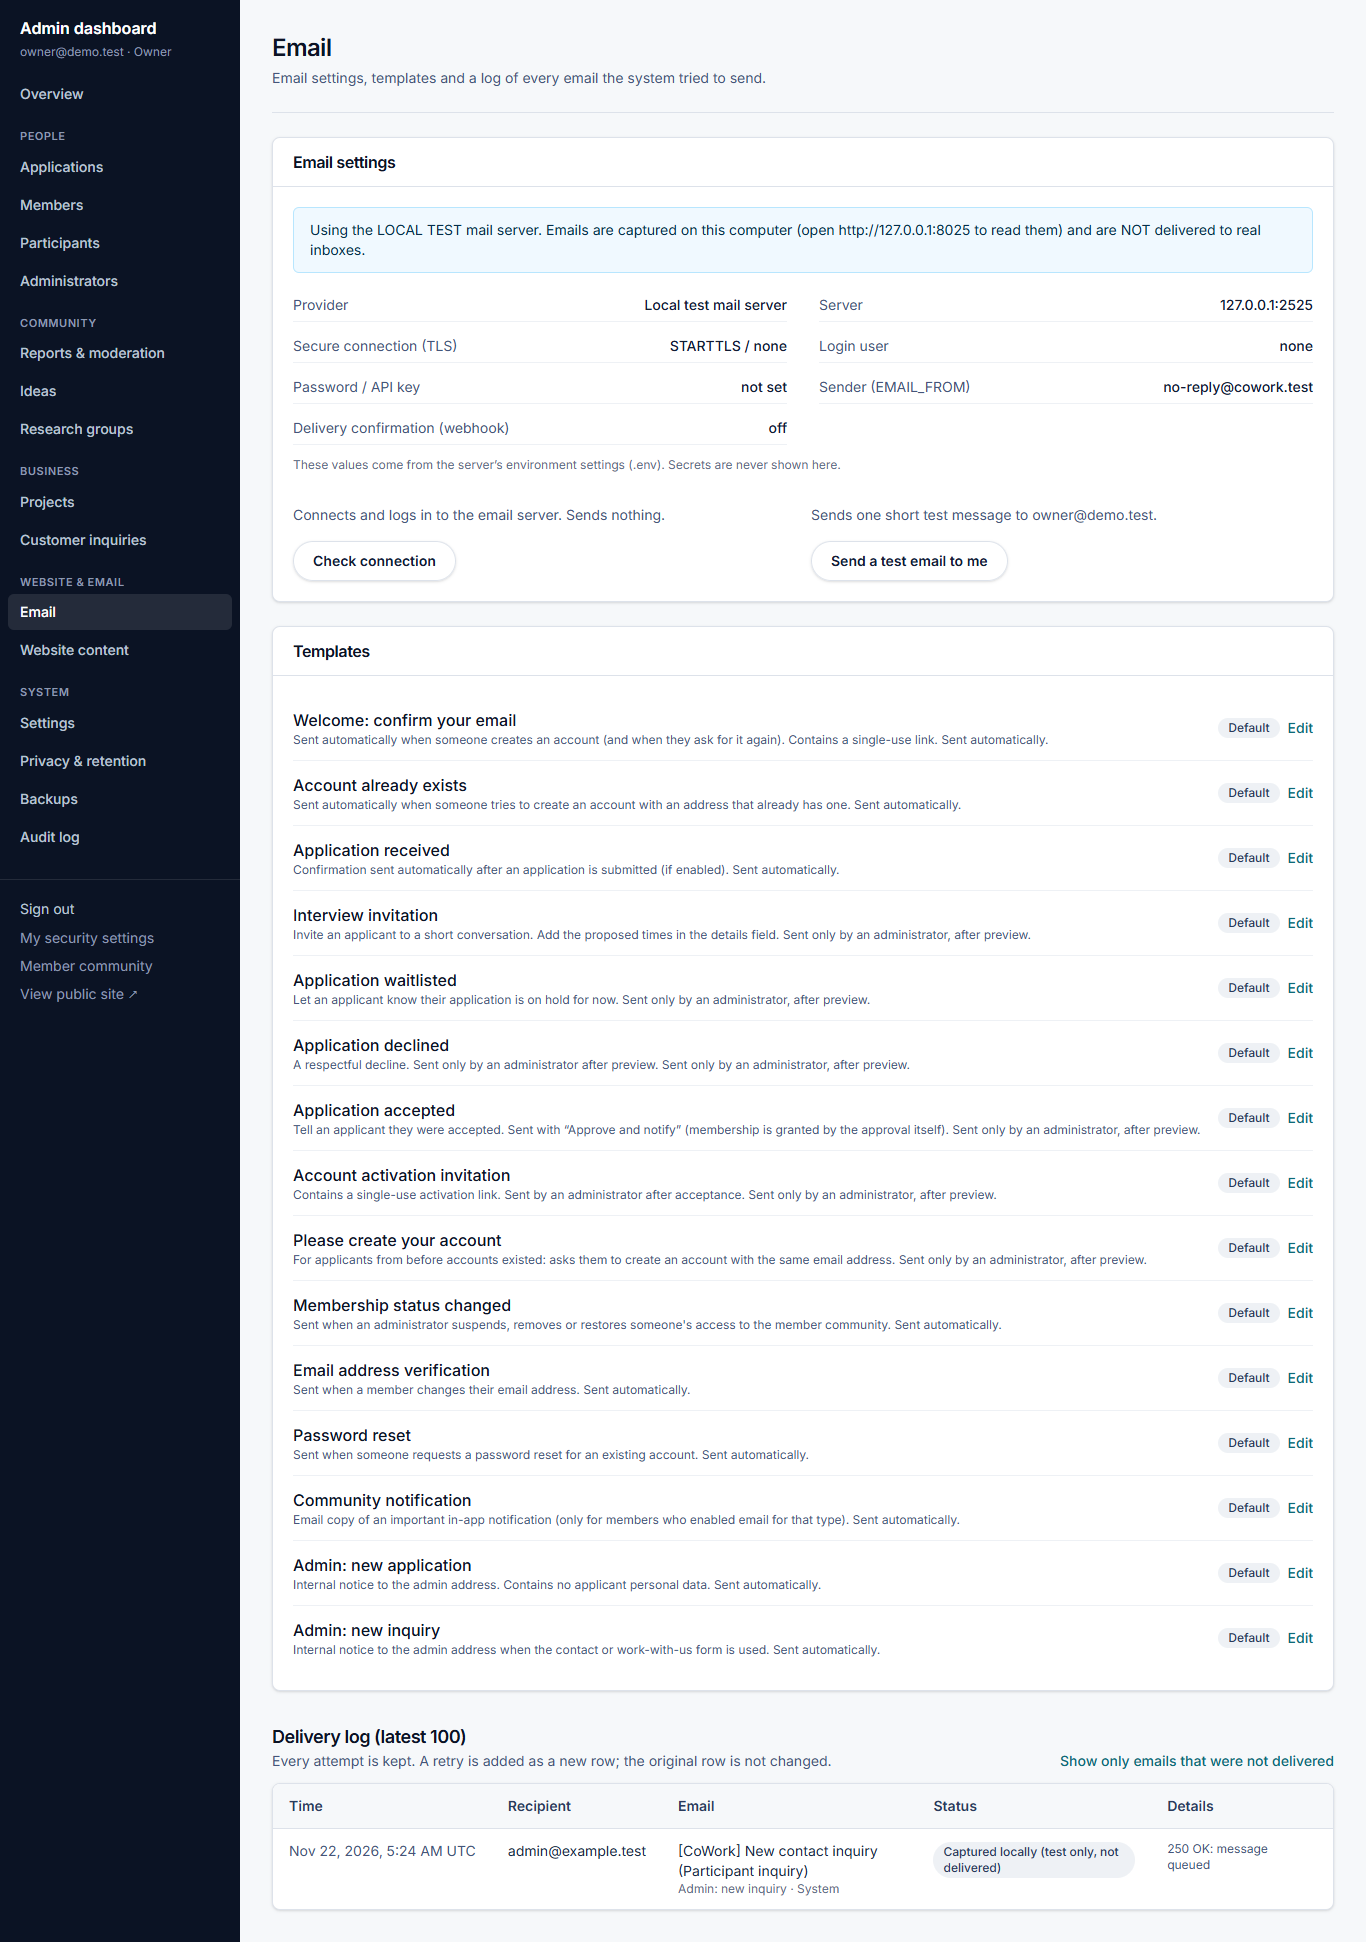 Admin dashboard
owner@demo.test · Owner
Overview
PEOPLE
Applications
Members
Participants
Administrators
COMMUNITY
Reports & moderation
Ideas
Research groups
BUSINESS
Projects
Customer inquiries
WEBSITE & EMAIL
Email
Website content
SYSTEM
Settings
Privacy & retention
Backups
Audit log
Sign out
My security settings
Member community
View public site ↗
Email
Email settings, templates and a log of every email the system tried to send.
Email settings
Using the LOCAL TEST mail server. Emails are captured on this computer (open http://127.0.0.1:8025 to read them) and are NOT delivered to real
inboxes.
Provider Local test mail server
Server 127.0.0.1:2525
Secure connection (TLS) STARTTLS / none
Login user none
Password / API key not set
Sender (EMAIL_FROM) no-reply@cowork.test
Delivery confirmation (webhook) off
These values come from the server’s environment settings (.env). Secrets are never shown here.
Connects and logs in to the email server. Sends nothing.
Check connection
Sends one short test message to owner@demo.test.
Send a test email to me
Templates
Welcome: confirm your email
Sent automatically when someone creates an account (and when they ask for it again). Contains a single-use link. Sent automatically.
Default Edit
Account already exists
Sent automatically when someone tries to create an account with an address that already has one. Sent automatically.
Default Edit
Application received
Confirmation sent automatically after an application is submitted (if enabled). Sent automatically.
Default Edit
Interview invitation
Invite an applicant to a short conversation. Add the proposed times in the details field. Sent only by an administrator, after preview.
Default Edit
Application waitlisted
Let an applicant know their application is on hold for now. Sent only by an administrator, after preview.
Default Edit
Application declined
A respectful decline. Sent only by an administrator after preview. Sent only by an administrator, after preview.
Default Edit
Application accepted
Tell an applicant they were accepted. Sent with “Approve and notify” (membership is granted by the approval itself). Sent only by an administrator, after preview.
Default Edit
Account activation invitation
Contains a single-use activation link. Sent by an administrator after acceptance. Sent only by an administrator, after preview.
Default Edit
Please create your account
For applicants from before accounts existed: asks them to create an account with the same email address. Sent only by an administrator, after preview.
Default Edit
Membership status changed
Sent when an administrator suspends, removes or restores someone's access to the member community. Sent automatically.
Default Edit
Email address verification
Sent when a member changes their email address. Sent automatically.
Default Edit
Password reset
Sent when someone requests a password reset for an existing account. Sent automatically.
Default Edit
Community notification
Email copy of an important in-app notification (only for members who enabled email for that type). Sent automatically.
Default Edit
Admin: new application
Internal notice to the admin address. Contains no applicant personal data. Sent automatically.
Default Edit
Admin: new inquiry
Internal notice to the admin address when the contact or work-with-us form is used. Sent automatically.
Default Edit
Delivery log (latest 100)
Every attempt is kept. A retry is added as a new row; the original row is not changed.
Show only emails that were not delivered
Time Recipient Email Status Details
Nov 22, 2026, 5:24 AM UTC
admin@example.test
[CoWork] New contact inquiry
(Participant inquiry)
Admin: new inquiry · System
Captured locally (test only, not
delivered)
250 OK: message
queued